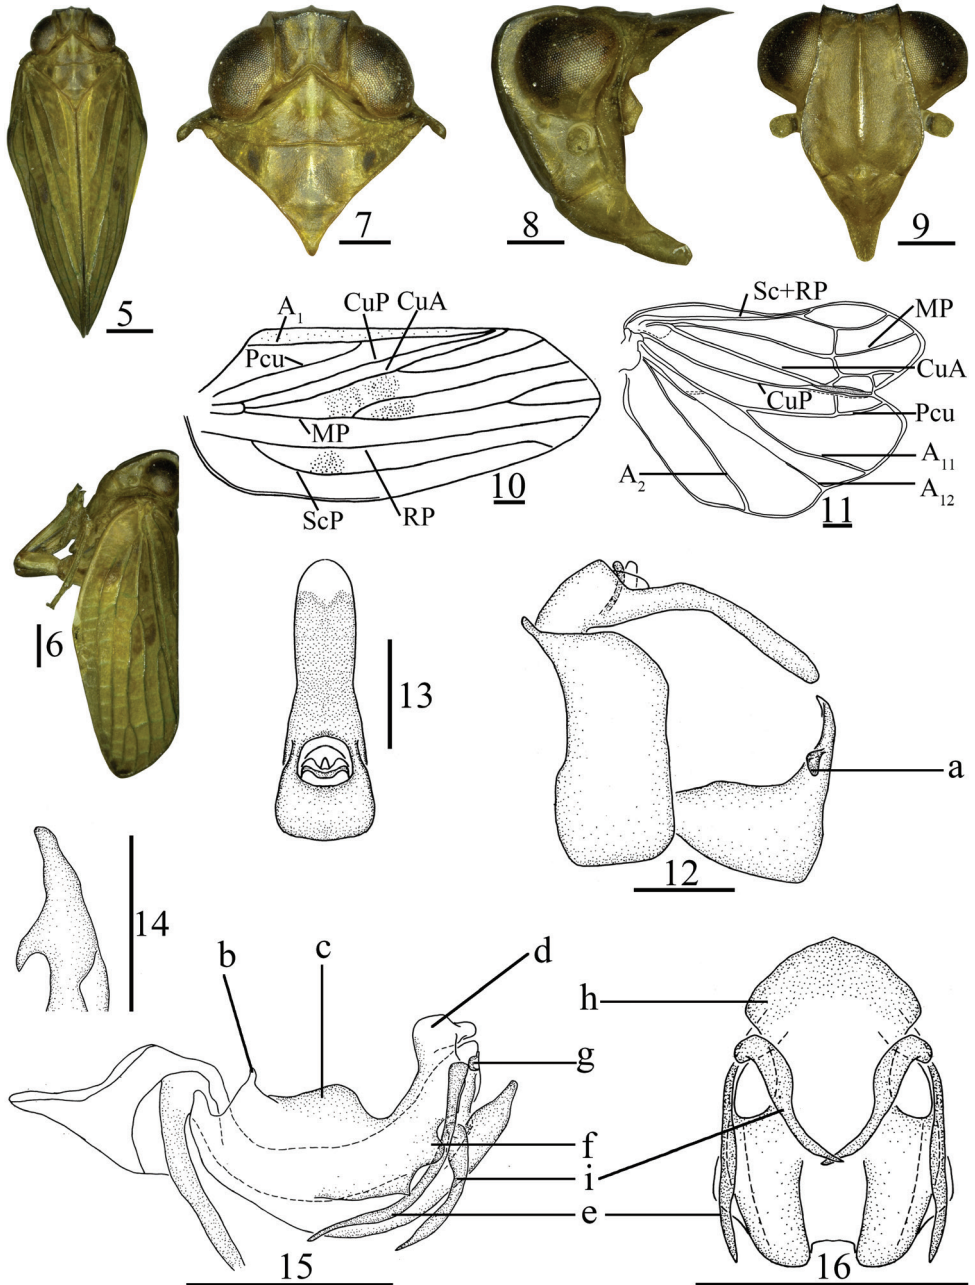 5
7
8
9
A₁
CuP
CuA
Pcu
MP
ScP
RP
10
Sc+RP
MP
CuA
CuP
Pcu
A₁₁
A₁₂
A₂
11
6
13
12
a
14
b
c
d
h
g
f
i
e
15
16